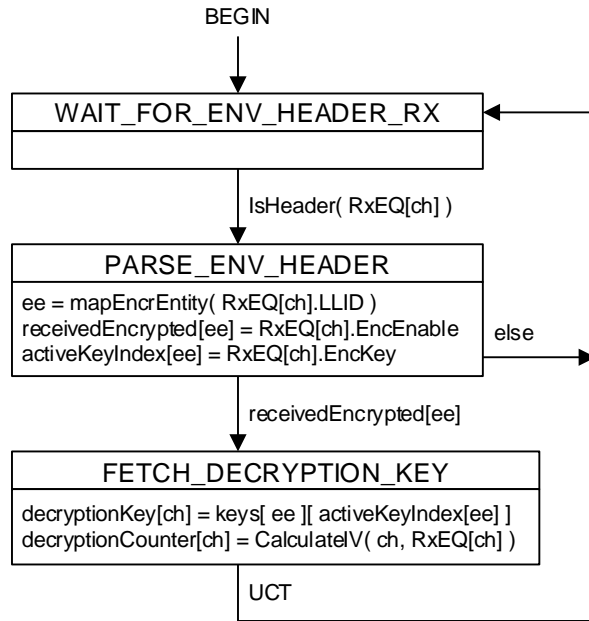 BEGIN
WAIT_FOR_ENV_HEADER_RX
IsHeader( RxEQ[ch] )
PARSE_ENV_HEADER
ee = mapEncrEntity( RxEQ[ch].LLID )
receivedEncrypted[ee] = RxEQ[ch].EncEnable
activeKeyIndex[ee] = RxEQ[ch].EncKey
else
receivedEncrypted[ee]
FETCH_DECRYPTION_KEY
decryptionKey[ch] = keys[ ee ][ activeKeyIndex[ee] ]
decryptionCounter[ch] = CalculateIV( ch, RxEQ[ch] )
UCT